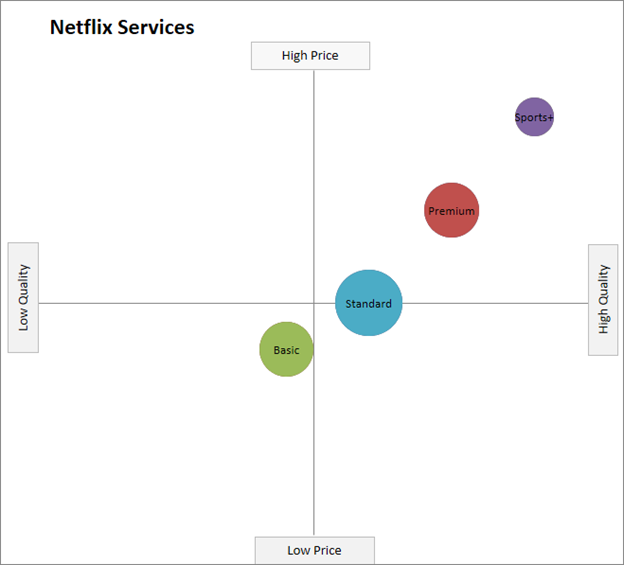 Netflix Services
High Price
Sports+
Premium
Low Quality
High Quality
Standard
Basic
Low Price